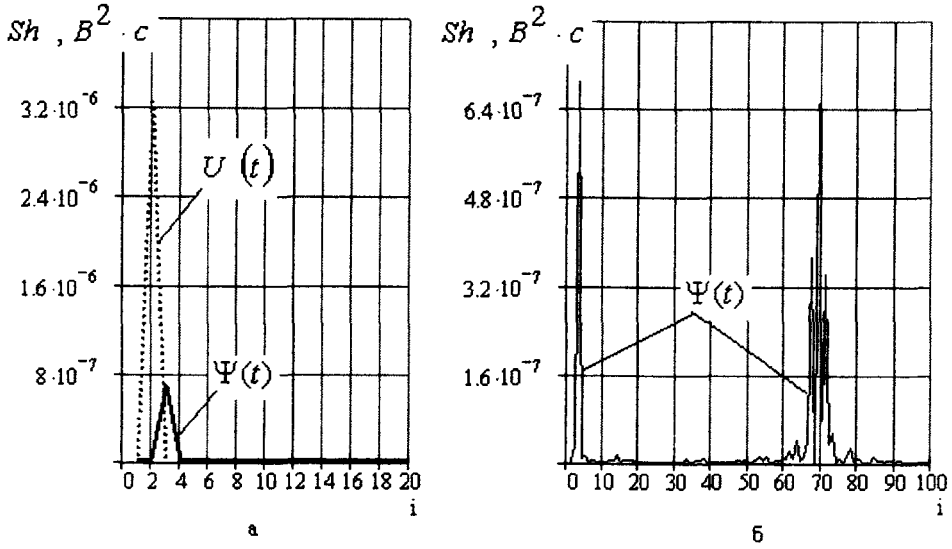 Sh , B² · c
3.2·10⁻⁶
2.4·10⁻⁶
1.6·10⁻⁶
8·10⁻⁷
U (t)
Ψ(t)
0 2 4 6 8 10 12 14 16 18 20
i
а
Sh , B² · c
6.4·10⁻⁷
4.8·10⁻⁷
3.2·10⁻⁷
1.6·10⁻⁷
Ψ(t)
0 10 20 30 40 50 60 70 80 90 100
i
б